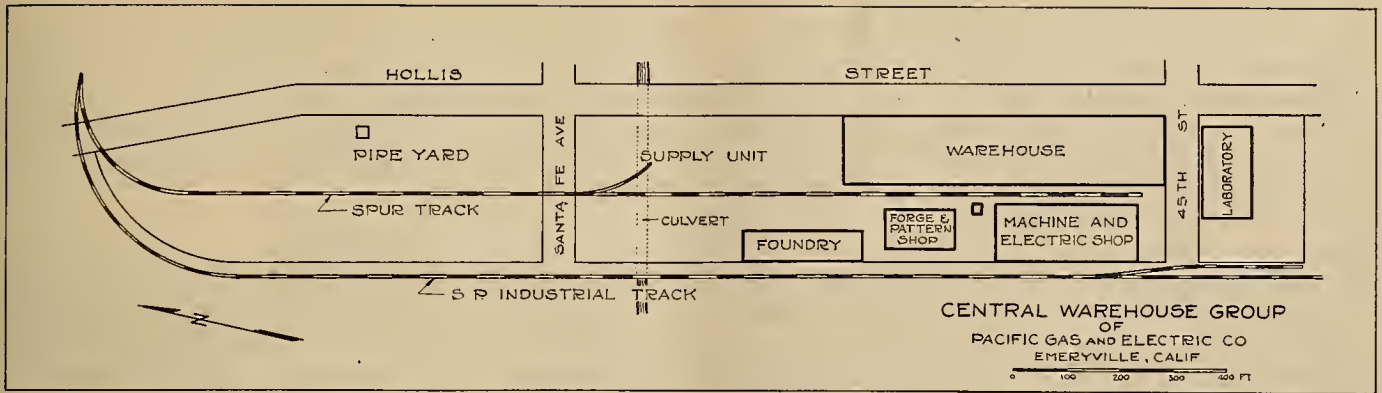 HOLLIS STREET
PIPE YARD
SANTA FE AVE
SUPPLY UNIT
WAREHOUSE
45TH ST.
LABORATORY
SPUR TRACK
CULVERT
FOUNDRY
FORGE &
PATTERN
SHOP
MACHINE AND
ELECTRIC SHOP
S P INDUSTRIAL TRACK
N
CENTRAL WAREHOUSE GROUP
OF
PACIFIC GAS AND ELECTRIC CO
EMERYVILLE, CALIF
0 100 200 300 400 FT